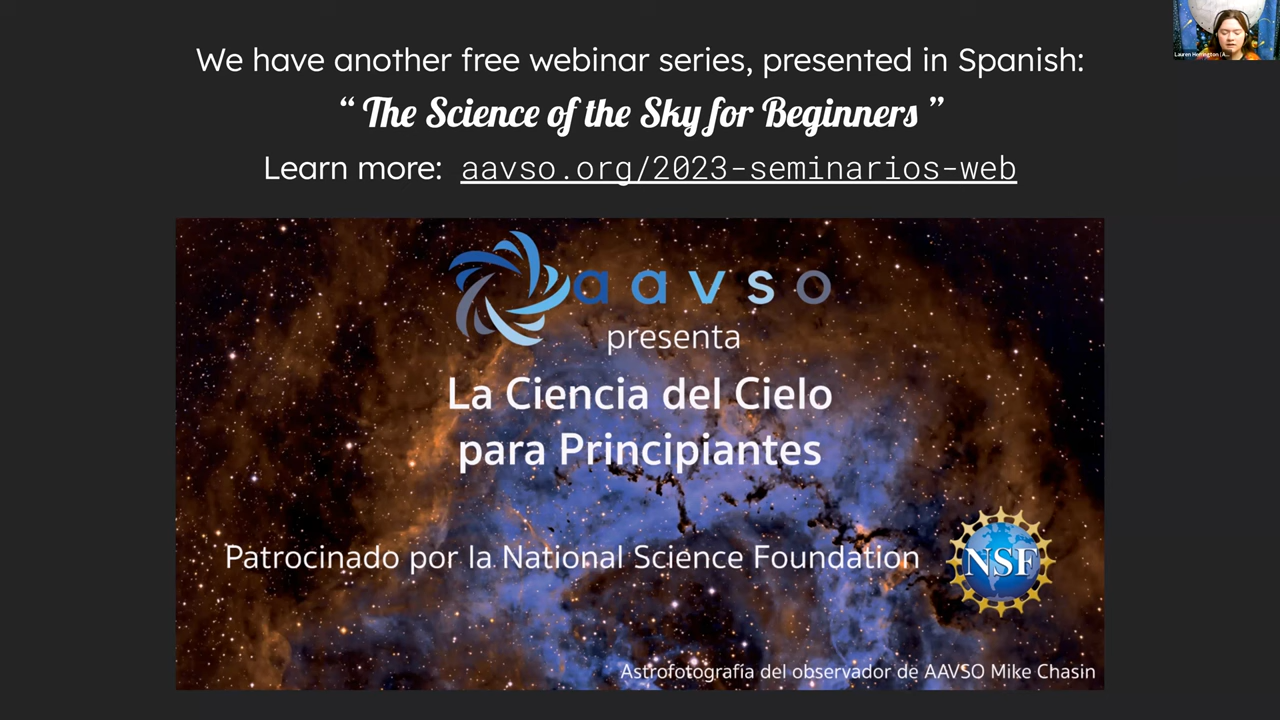 We have another free webinar series, presented in Spanish:
“ The Science of the Sky for Beginners ”
Learn more: aavso.org/2023-seminarios-web
aavso
presenta
La Ciencia del Cielo
para Principiantes
Patrocinado por la National Science Foundation
NSF
Astrofotografía del observador de AAVSO Mike Chasin
Lauren Herrington (A...